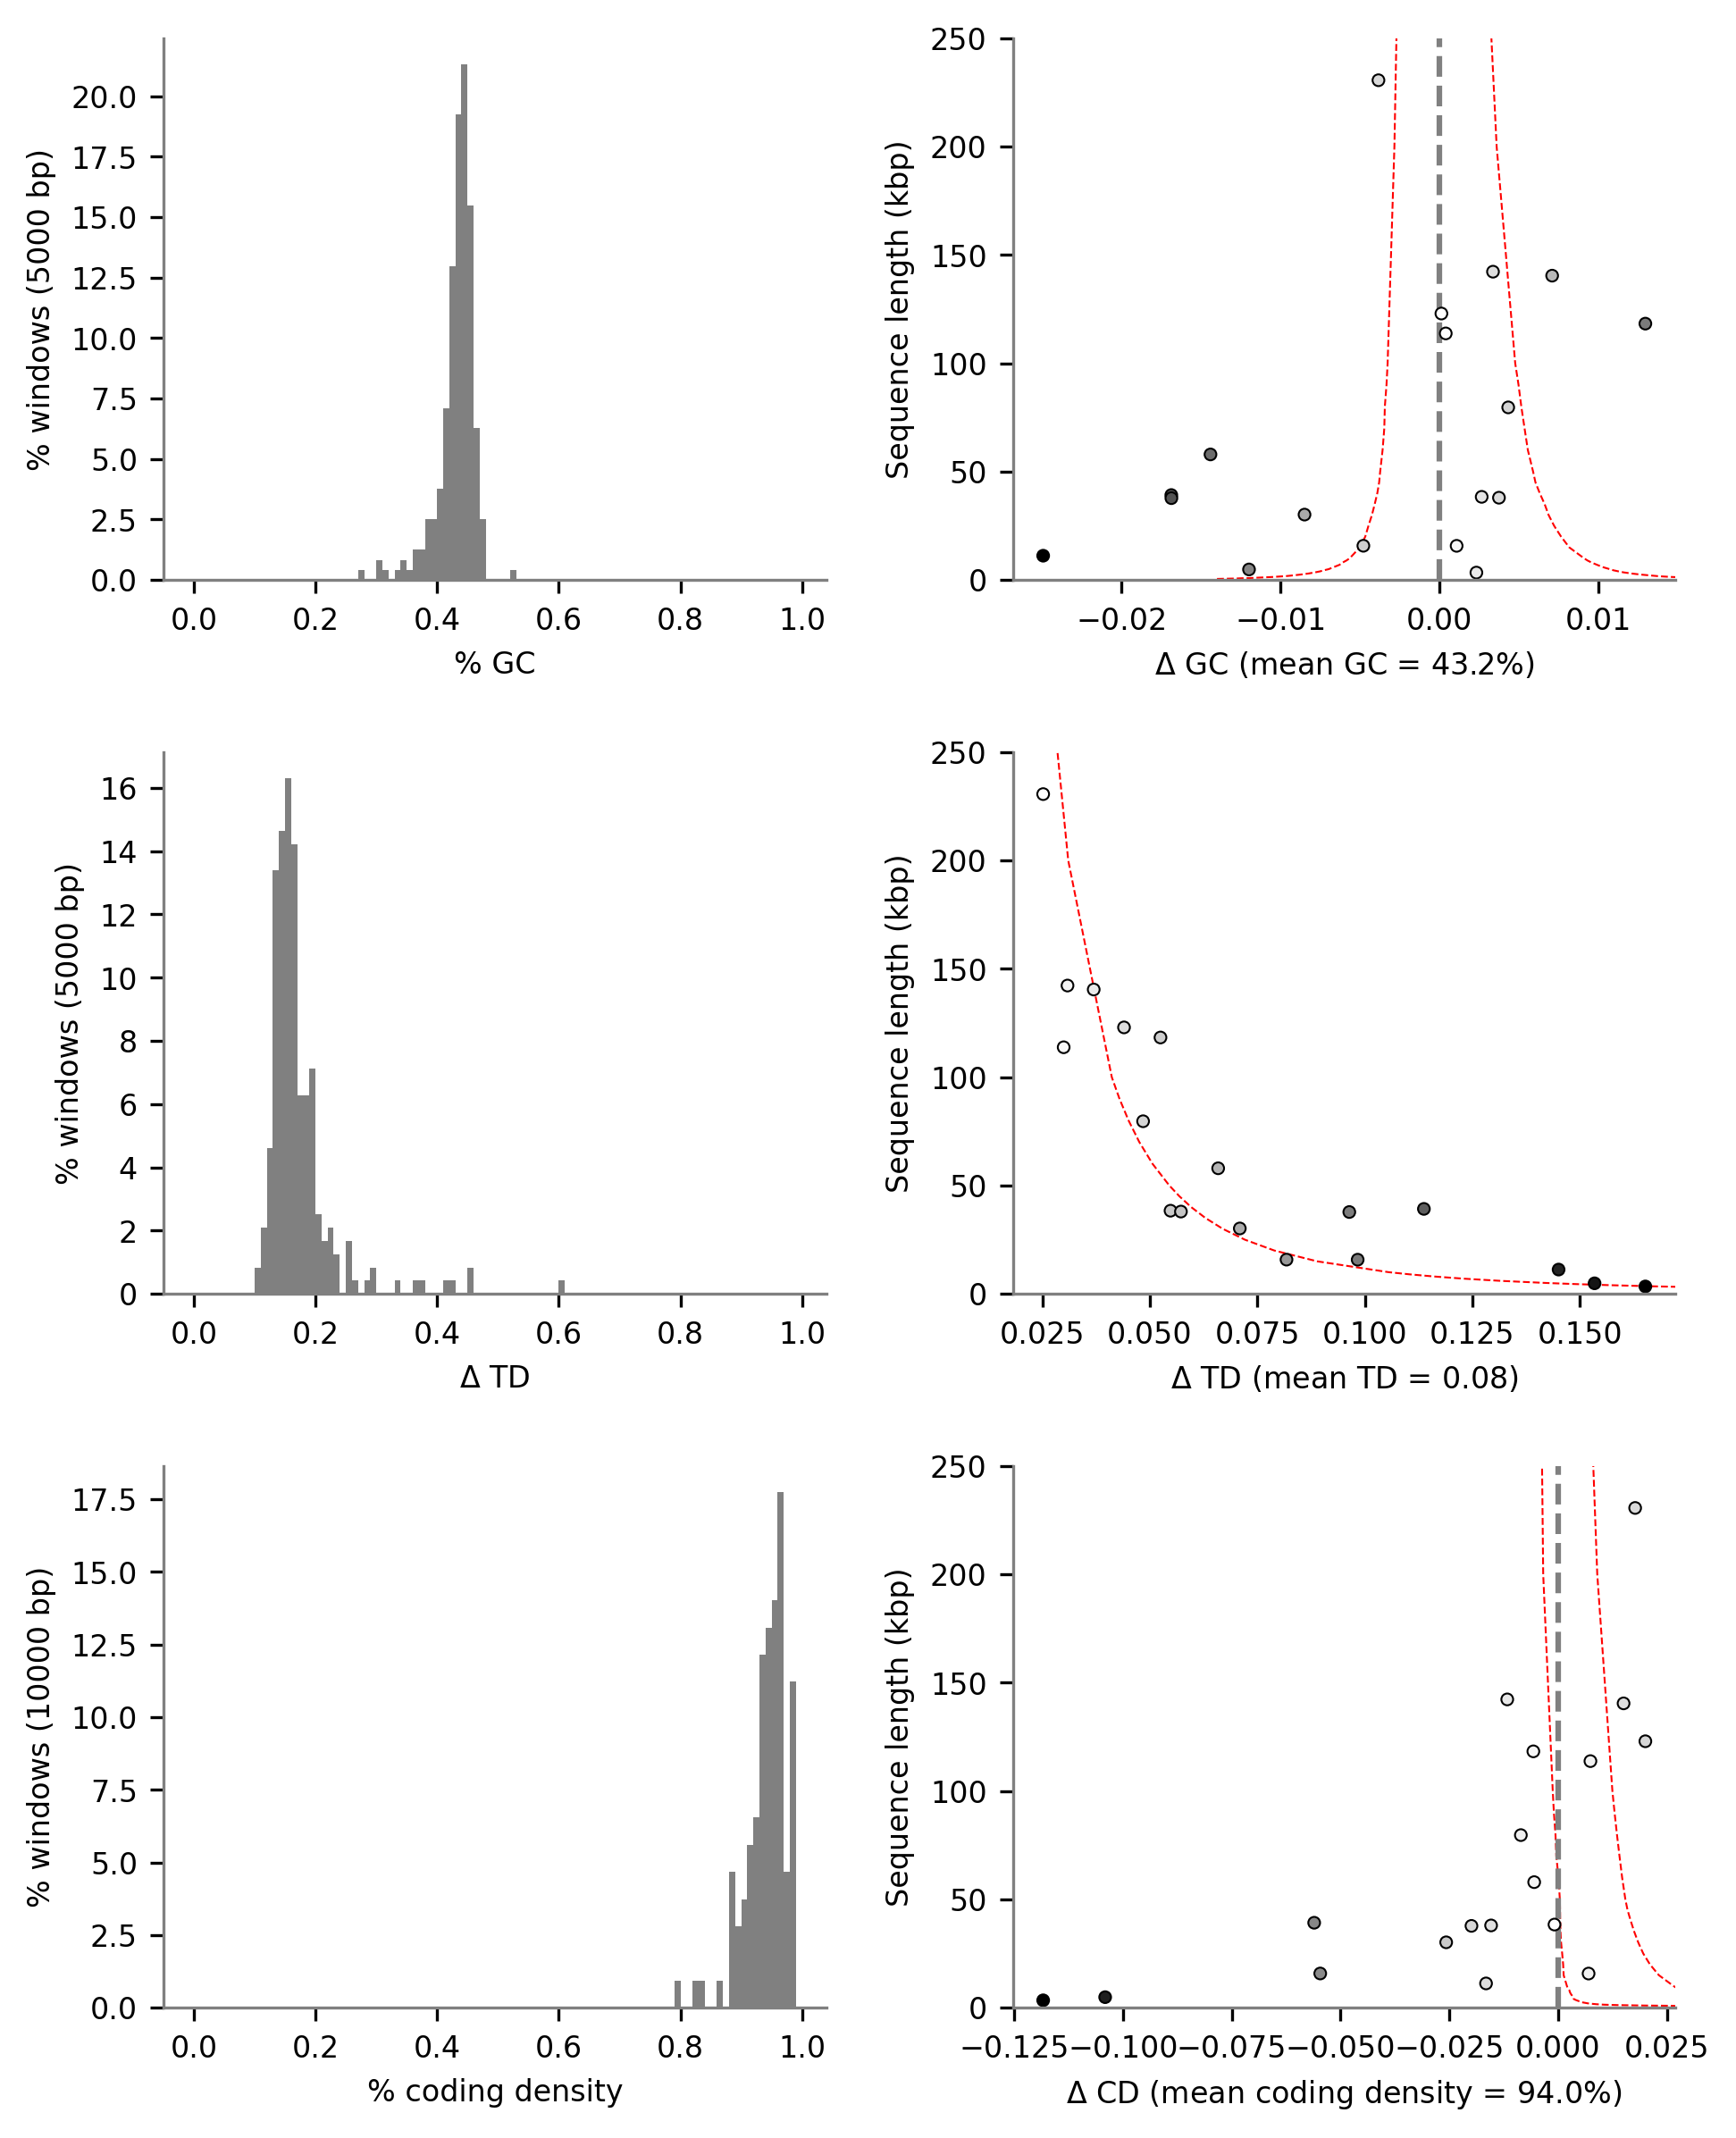 % windows (5000 bp)
20.0
17.5
15.0
12.5
10.0
7.5
5.0
2.5
0.0
0.0 0.2 0.4 0.6 0.8 1.0
% GC
Sequence length (kbp)
250
200
150
100
50
0
−0.02 −0.01 0.00 0.01
Δ GC (mean GC = 43.2%)
% windows (5000 bp)
16
14
12
10
8
6
4
2
0
0.0 0.2 0.4 0.6 0.8 1.0
Δ TD
Sequence length (kbp)
250
200
150
100
50
0
0.025 0.050 0.075 0.100 0.125 0.150
Δ TD (mean TD = 0.08)
% windows (10000 bp)
17.5
15.0
12.5
10.0
7.5
5.0
2.5
0.0
0.0 0.2 0.4 0.6 0.8 1.0
% coding density
Sequence length (kbp)
250
200
150
100
50
0
−0.125 −0.100 −0.075 −0.050 −0.025 0.000 0.025
Δ CD (mean coding density = 94.0%)